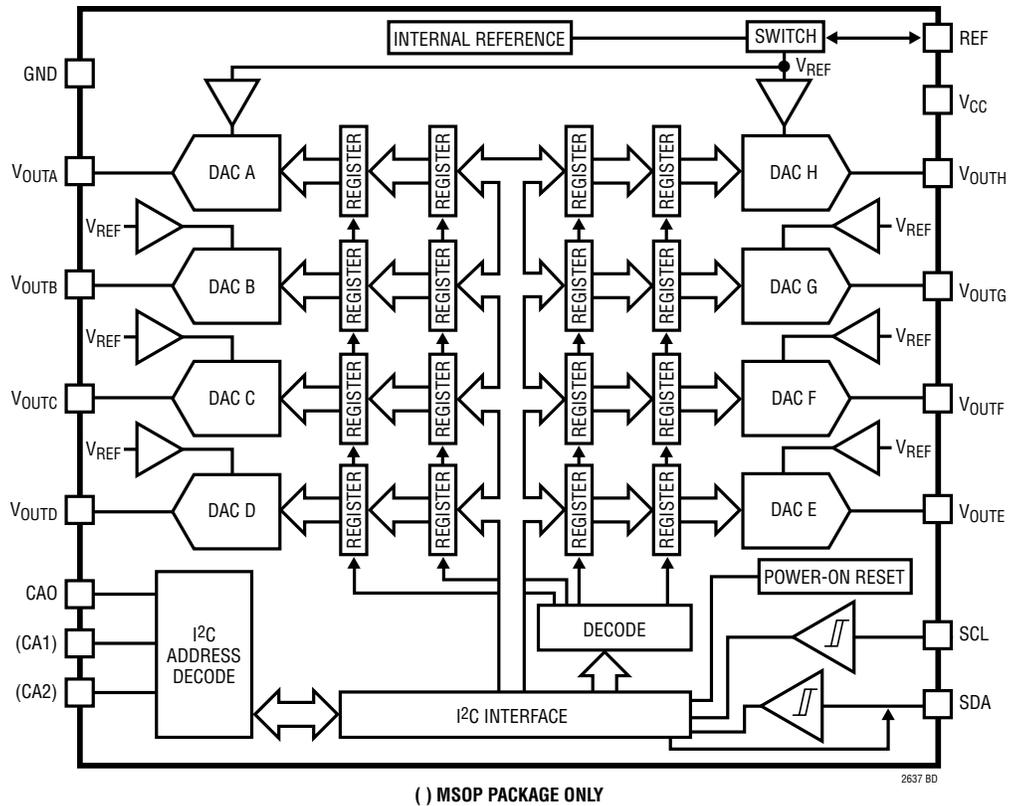 INTERNAL REFERENCE
SWITCH
REF
GND
VREF
VCC
REGISTER
REGISTER
REGISTER
REGISTER
VOUTA
DAC A
DAC H
VOUTH
VREF
VREF
REGISTER
REGISTER
REGISTER
REGISTER
VOUTB
DAC B
DAC G
VOUTG
VREF
VREF
REGISTER
REGISTER
REGISTER
REGISTER
VOUTC
DAC C
DAC F
VOUTF
VREF
VREF
REGISTER
REGISTER
REGISTER
REGISTER
VOUTD
DAC D
DAC E
VOUTE
POWER-ON RESET
CAO
DECODE
SCL
(CA1)
I2C
ADDRESS
DECODE
(CA2)
I2C INTERFACE
SDA
2637 BD
( ) MSOP PACKAGE ONLY